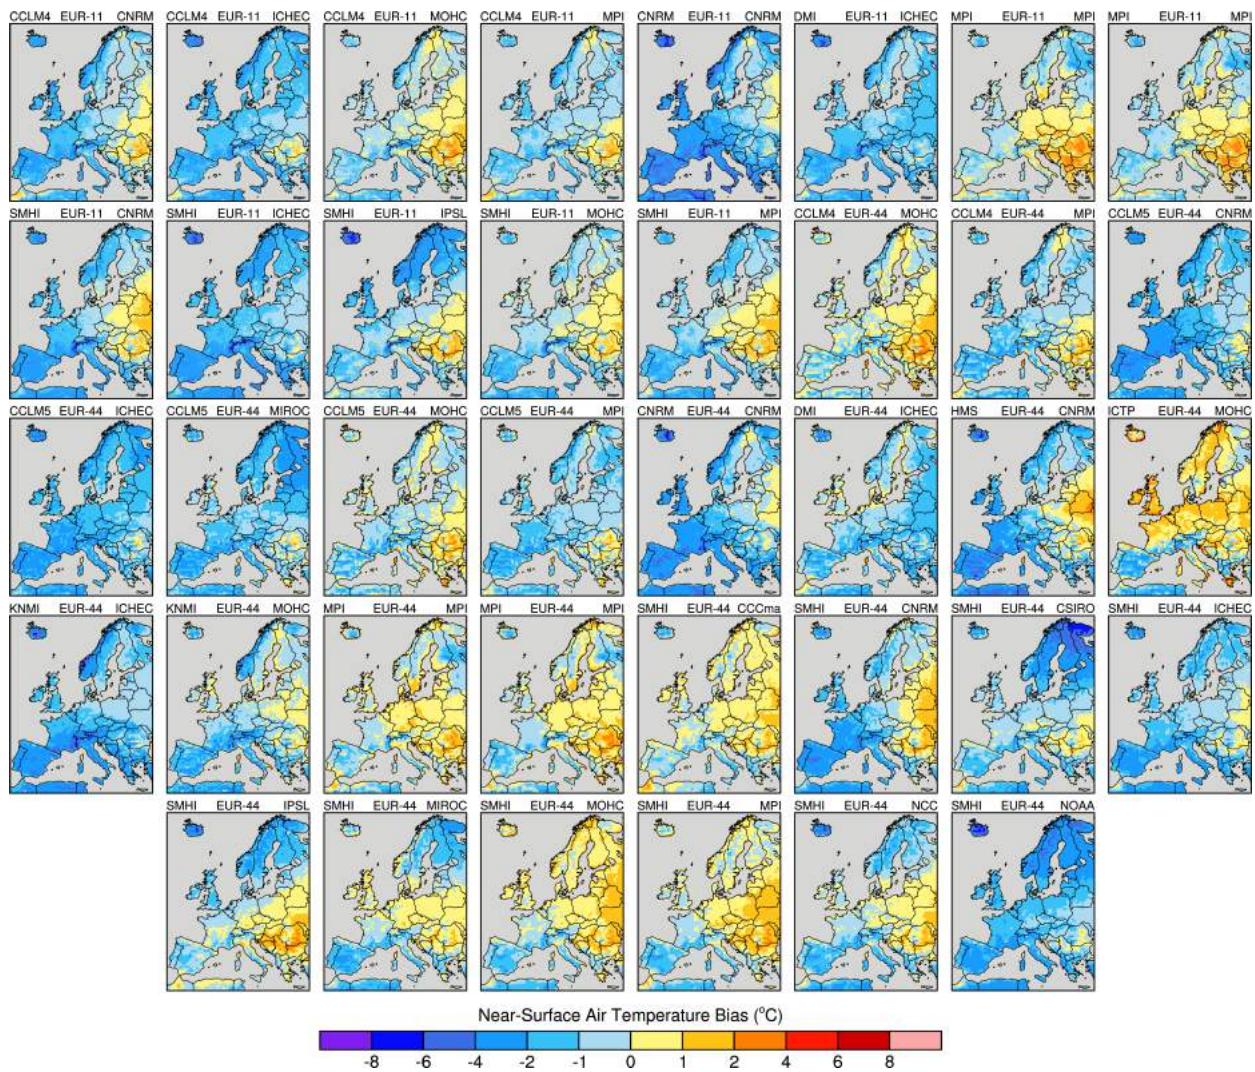 CCLM4 EUR-11 CNRM CCLM4 EUR-11 ICHEC CCLM4 EUR-11 MOHC CCLM4 EUR-11 MPI CNRM EUR-11 CNRM DMI EUR-11 ICHEC MPI EUR-11 MPI MPI EUR-11 MPI
SMHI EUR-11 CNRM SMHI EUR-11 ICHEC SMHI EUR-11 IPSL SMHI EUR-11 MOHC SMHI EUR-11 MPI CCLM4 EUR-44 MOHC CCLM4 EUR-44 MPI CCLM5 EUR-44 CNRM
CCLM5 EUR-44 ICHEC CCLM5 EUR-44 MIROC CCLM5 EUR-44 MOHC CCLM5 EUR-44 MPI CNRM EUR-44 CNRM DMI EUR-44 ICHEC HMS EUR-44 CNRM ICTP EUR-44 MOHC
KNMI EUR-44 ICHEC KNMI EUR-44 MOHC MPI EUR-44 MPI MPI EUR-44 MPI SMHI EUR-44 CCCma SMHI EUR-44 CNRM SMHI EUR-44 CSIRO SMHI EUR-44 ICHEC
SMHI EUR-44 IPSL SMHI EUR-44 MIROC SMHI EUR-44 MOHC SMHI EUR-44 MPI SMHI EUR-44 NCC SMHI EUR-44 NOAA
Near-Surface Air Temperature Bias (°C)
-8 -6 -4 -2 -1 0 1 2 4 6 8